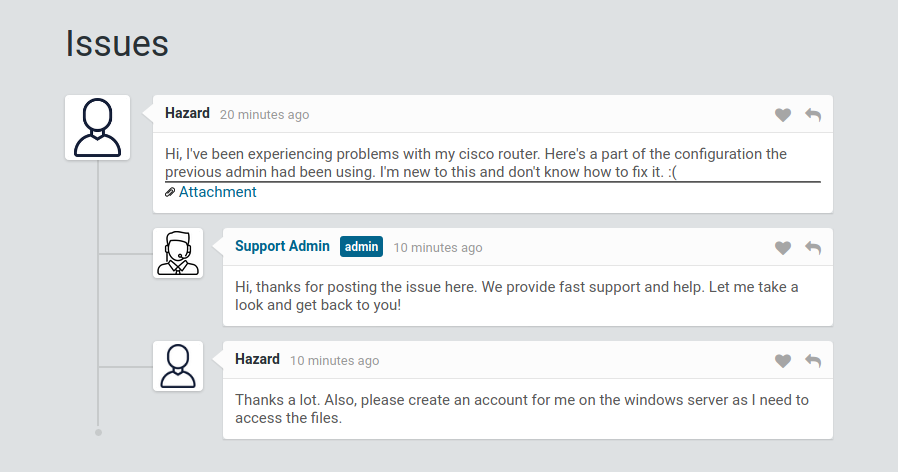 Issues
Hazard 20 minutes ago
Hi, I've been experiencing problems with my cisco router. Here's a part of the configuration the
previous admin had been using. I'm new to this and don't know how to fix it. :(
Attachment
Support Admin admin 10 minutes ago
Hi, thanks for posting the issue here. We provide fast support and help. Let me take a
look and get back to you!
Hazard 10 minutes ago
Thanks a lot. Also, please create an account for me on the windows server as I need to
access the files.